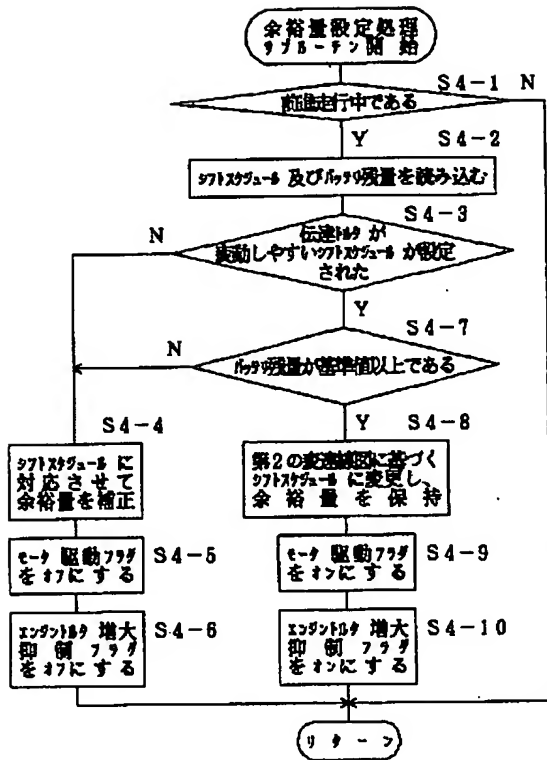 余裕量設定処理
サブルーチン 開始
S4-1 N
前進走行中である
Y S4-2
シフトスケジュール 及びバッテリ残量を読み込む
S4-3
N
伝達トルク が
変動しやすいシフトスケジュール が設定
された
Y
S4-7
N
バッテリ残量が基準値以上である
S4-4
Y S4-8
シフトスケジュール に
対応させて
余裕量を補正
第2の変速線図に基づく
シフトスケジュール に変更し、
余裕量を保持
モータ 駆動フラグ
をオフにする
S4-5
モータ 駆動フラグ
をオンにする
S4-9
エンジントルク 増大
抑制フラグ
をオフにする
S4-6
エンジントルク 増大
抑制フラグ
をオンにする
S4-10
リターン